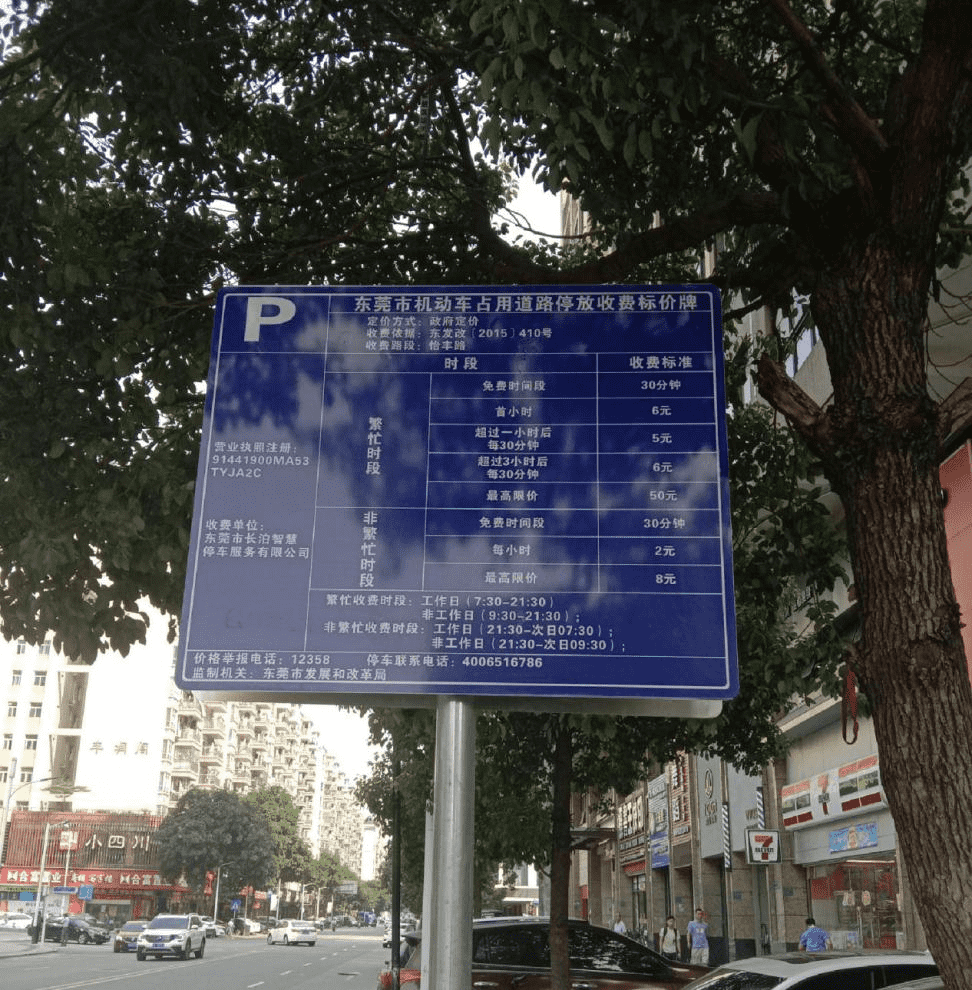 P
东莞市机动车占用道路停放收费标价牌
定价方式：政府定价
收费依据：东发改〔2015〕410号
收费路段：怡丰路
时段 收费标准
繁忙时段
免费时间段 30分钟
首小时 6元
超过一小时后
每30分钟 5元
超过3小时后
每30分钟 6元
最高限价 50元
非繁忙时段
免费时间段 30分钟
每小时 2元
最高限价 8元
营业执照注册：
91441900MA53
TYJA2C
收费单位：
东莞市长泊智慧
停车服务有限公司
繁忙收费时段：工作日（7:30-21:30）
非工作日（9:30-21:30）；
非繁忙收费时段：工作日（21:30-次日07:30）；
非工作日（21:30-次日09:30）；
价格举报电话：12358 停车联系电话：4006516786
监制机关：东莞市发展和改革局
小四川
7
ELEVEN